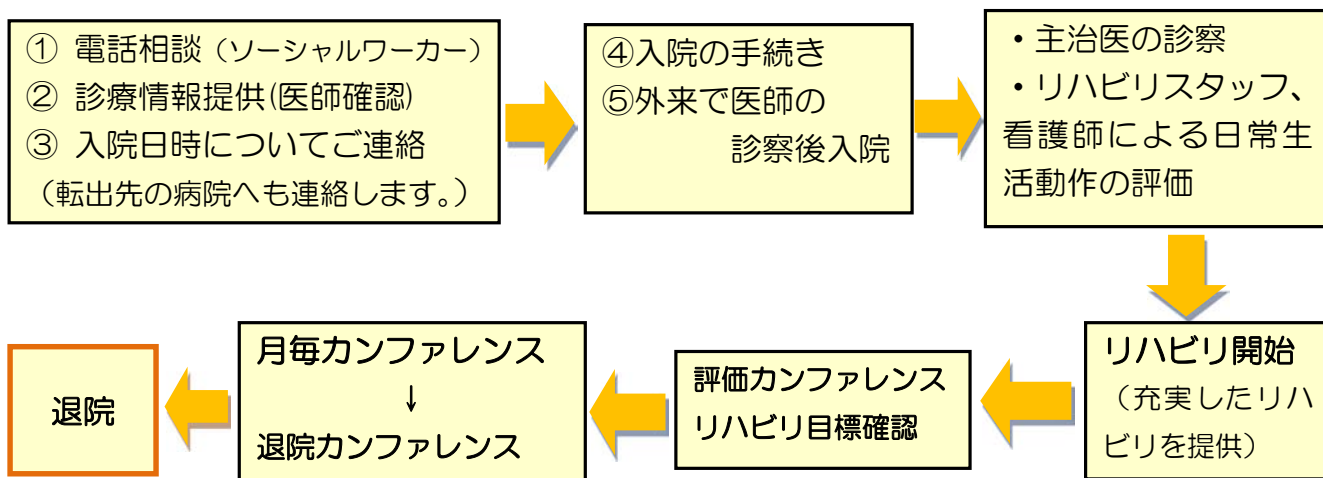 ① 電話相談（ソーシャルワーカー）
② 診療情報提供(医師確認)
③ 入院日時についてご連絡
（転出先の病院へも連絡します。）
④入院の手続き
⑤外来で医師の
診察後入院
・主治医の診察
・リハビリスタッフ、
看護師による日常生
活動作の評価
リハビリ開始
（充実したリハ
ビリを提供）
評価カンファレンス
リハビリ目標確認
月毎カンファレンス
↓
退院カンファレンス
退院